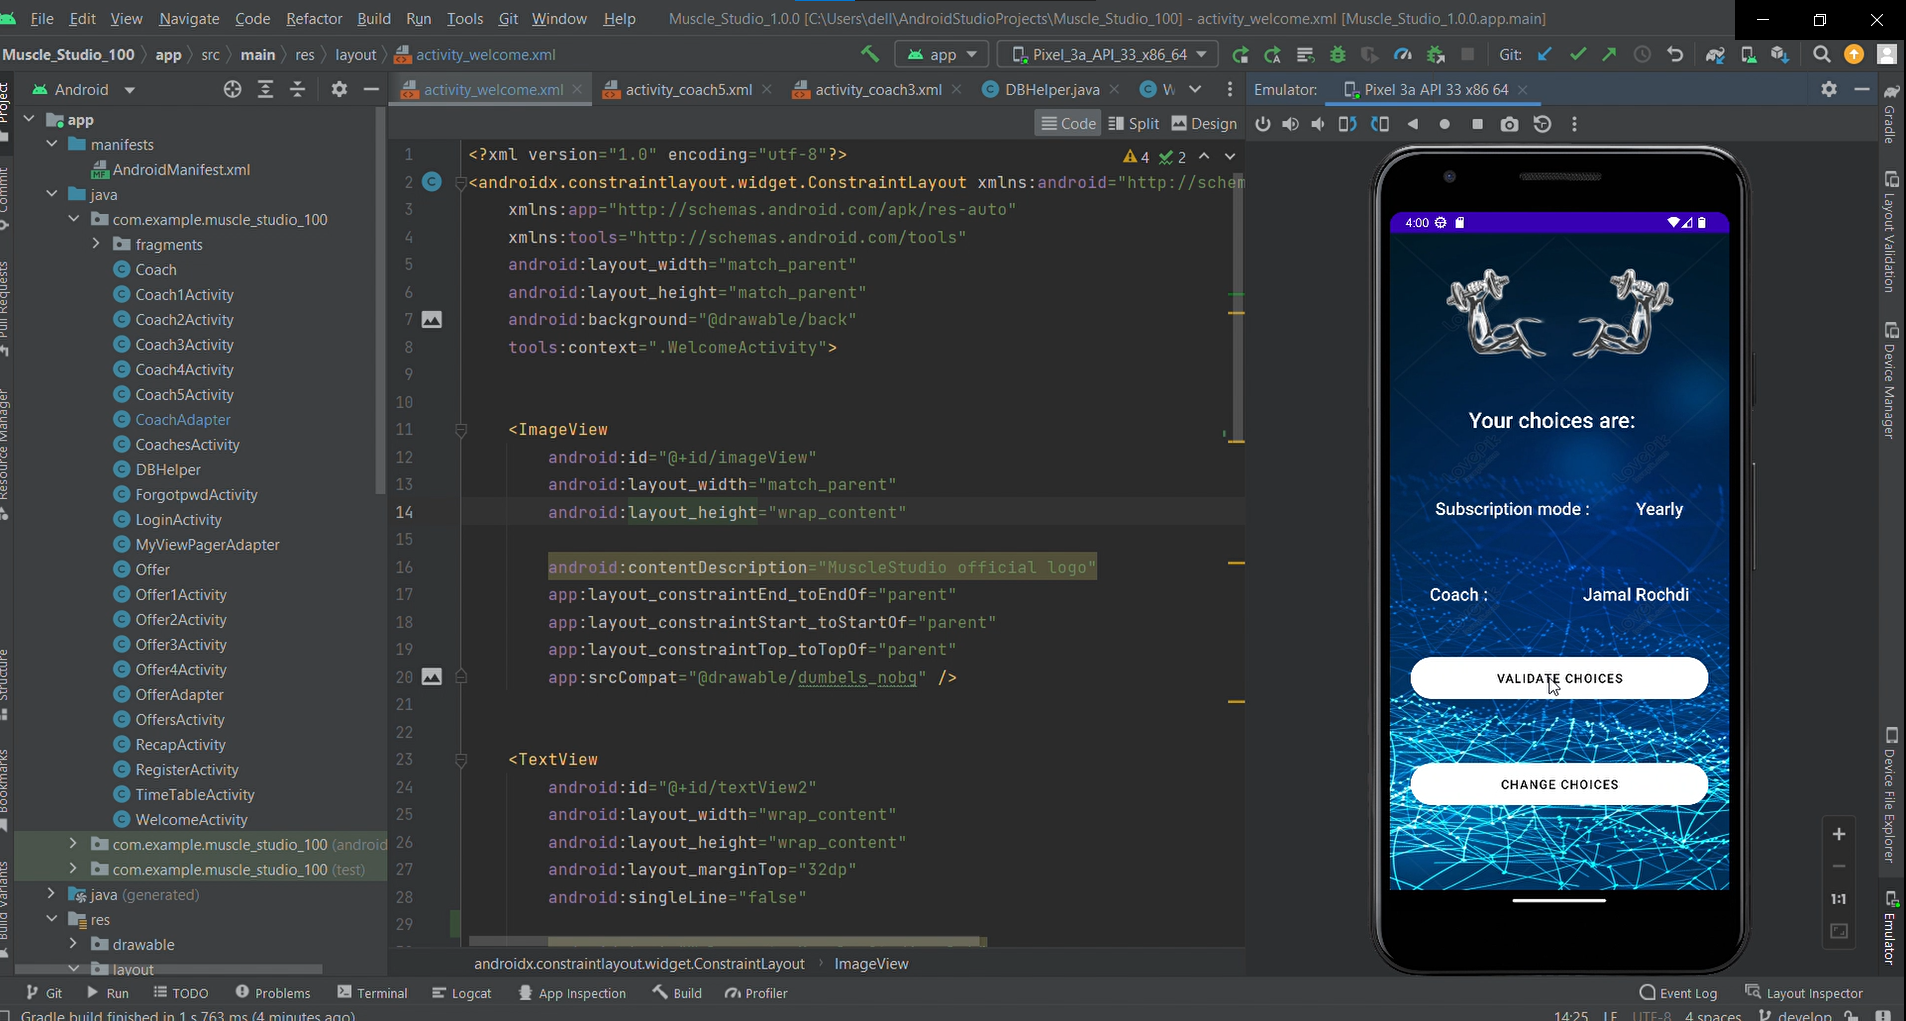 File Edit View Navigate Code Refactor Build Run Tools Git Window Help Muscle_Studio_1.0.0 [C:\Users\dell\AndroidStudioProjects\Muscle_Studio_100] - activity_welcome.xml [Muscle_Studio_1.0.0.app.main]
Muscle_Studio_100 app src main res layout activity_welcome.xml app Pixel_3a_API_33_x86_64 Git:
Project
Commit
Pull Requests
Resource Manager
Structure
Bookmarks
Build Variants
Android
app
manifests
AndroidManifest.xml
java
com.example.muscle_studio_100
fragments
Coach
Coach1Activity
Coach2Activity
Coach3Activity
Coach4Activity
Coach5Activity
CoachAdapter
CoachesActivity
DBHelper
ForgotpwdActivity
LoginActivity
MyViewPagerAdapter
Offer
Offer1Activity
Offer2Activity
Offer3Activity
Offer4Activity
OfferAdapter
OffersActivity
RecapActivity
RegisterActivity
TimeTableActivity
WelcomeActivity
com.example.muscle_studio_100 (android
com.example.muscle_studio_100 (test)
java (generated)
res
drawable
layout
activity_welcome.xml activity_coach5.xml activity_coach3.xml DBHelper.java W
Code Split Design
4 2
1 <?xml version="1.0" encoding="utf-8"?>
2 <androidx.constraintlayout.widget.ConstraintLayout xmlns:android="http://schem
3 xmlns:app="http://schemas.android.com/apk/res-auto"
4 xmlns:tools="http://schemas.android.com/tools"
5 android:layout_width="match_parent"
6 android:layout_height="match_parent"
7 android:background="@drawable/back"
8 tools:context=".WelcomeActivity">
9
10
11 <ImageView
12 android:id="@+id/imageView"
13 android:layout_width="match_parent"
14 android:layout_height="wrap_content"
15
16 android:contentDescription="MuscleStudio official logo"
17 app:layout_constraintEnd_toEndOf="parent"
18 app:layout_constraintStart_toStartOf="parent"
19 app:layout_constraintTop_toTopOf="parent"
20 app:srcCompat="@drawable/dumbels_nobg" />
21
22
23 <TextView
24 android:id="@+id/textView2"
25 android:layout_width="wrap_content"
26 android:layout_height="wrap_content"
27 android:layout_marginTop="32dp"
28 android:singleLine="false"
29
androidx.constraintlayout.widget.ConstraintLayout ImageView
Emulator: Pixel 3a API 33 x86 64
4:00
Your choices are:
Subscription mode : Yearly
Coach : Jamal Rochdi
VALIDATE CHOICES
CHANGE CHOICES
1:1
Gradle
Layout Validation
Device Manager
Device File Explorer
Emulator
Git Run TODO Problems Terminal Logcat App Inspection Build Profiler Event Log Layout Inspector
Gradle build finished in 1 s 763 ms (4 minutes ago) 14:25 LF UTF-8 4 spaces develop